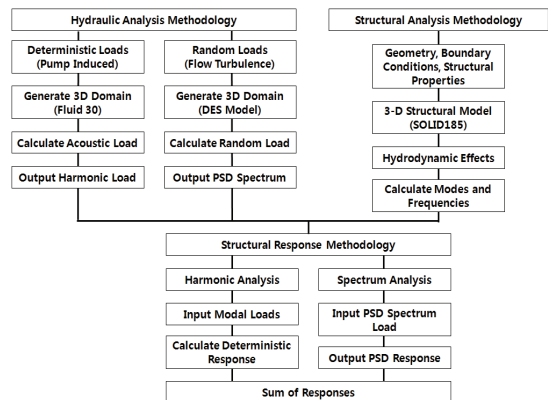 Hydraulic Analysis Methodology
Structural Analysis Methodology
Deterministic Loads
(Pump Induced)
Random Loads
(Flow Turbulence)
Geometry, Boundary
Conditions, Structural
Properties
Generate 3D Domain
(Fluid 30)
Generate 3D Domain
(DES Model)
3-D Structural Model
(SOLID185)
Calculate Acoustic Load
Calculate Random Load
Hydrodynamic Effects
Output Harmonic Load
Output PSD Spectrum
Calculate Modes and
Frequencies
Structural Response Methodology
Harmonic Analysis
Spectrum Analysis
Input Modal Loads
Input PSD Spectrum
Load
Calculate Deterministic
Response
Output PSD Response
Sum of Responses